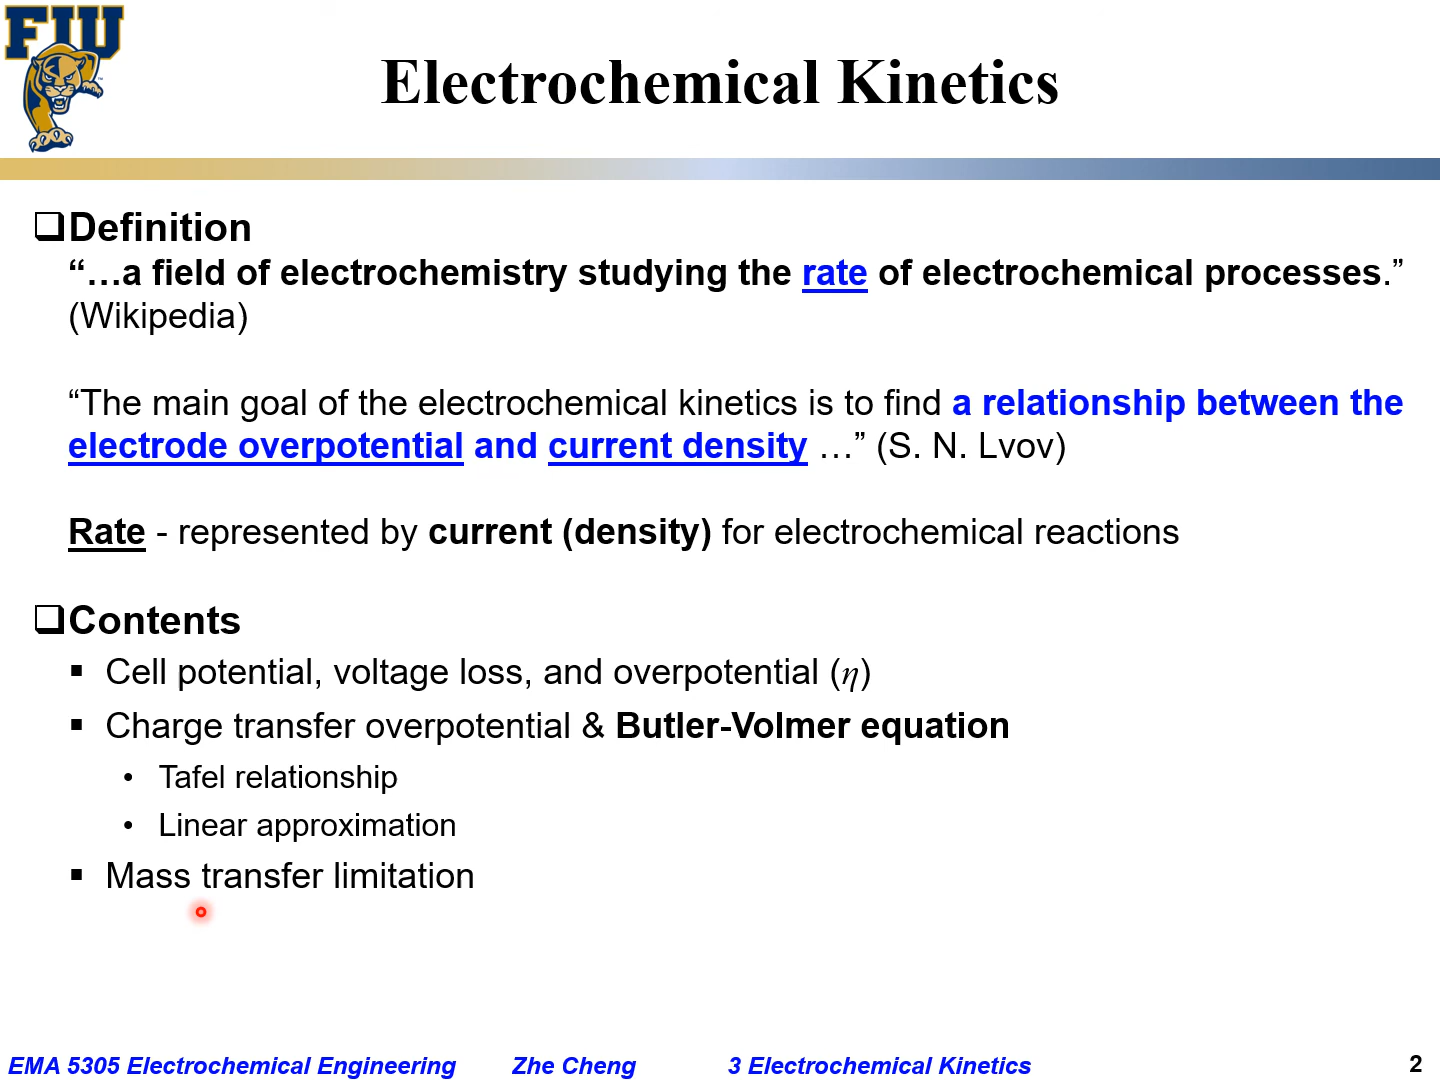 FIU
Electrochemical Kinetics
Definition
“…a field of electrochemistry studying the rate of electrochemical processes.”
(Wikipedia)
“The main goal of the electrochemical kinetics is to find a relationship between the
electrode overpotential and current density …” (S. N. Lvov)
Rate - represented by current (density) for electrochemical reactions
Contents
▪ Cell potential, voltage loss, and overpotential (η)
▪ Charge transfer overpotential & Butler-Volmer equation
• Tafel relationship
• Linear approximation
▪ Mass transfer limitation
EMA 5305 Electrochemical Engineering Zhe Cheng 3 Electrochemical Kinetics 2